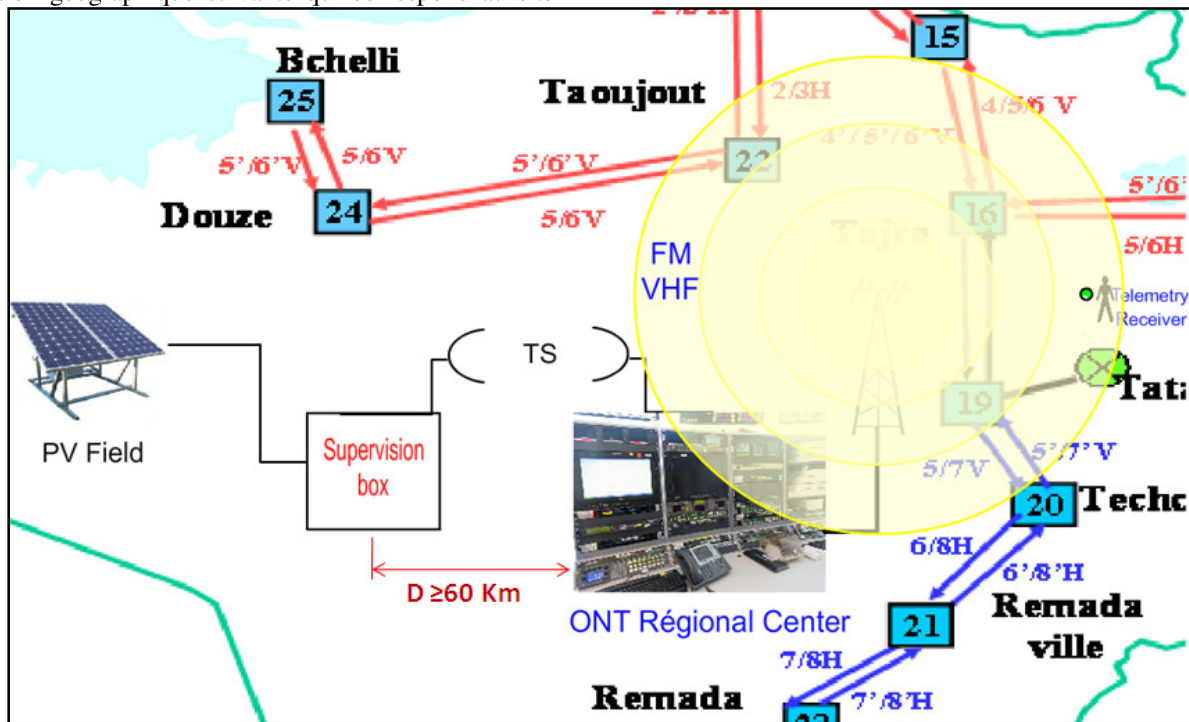 15
Bchelli
25
Taoujout
2/3H
4/5/6 V
4'/5'/6'V
22
5'/6'V
5/6V
5'/6'V
5'/6'
24
Douze
5/6V
16
Tejra
5/6H
FM
VHF
Telemetry
Receiver
TS
PV Field
Supervision
box
19
5/7V
5'/7'V
20
6/8H
6'/8'H
D ≥60 Km
ONT Régional Center
21
Remada
ville
7/8H
7'/8'H
Remada